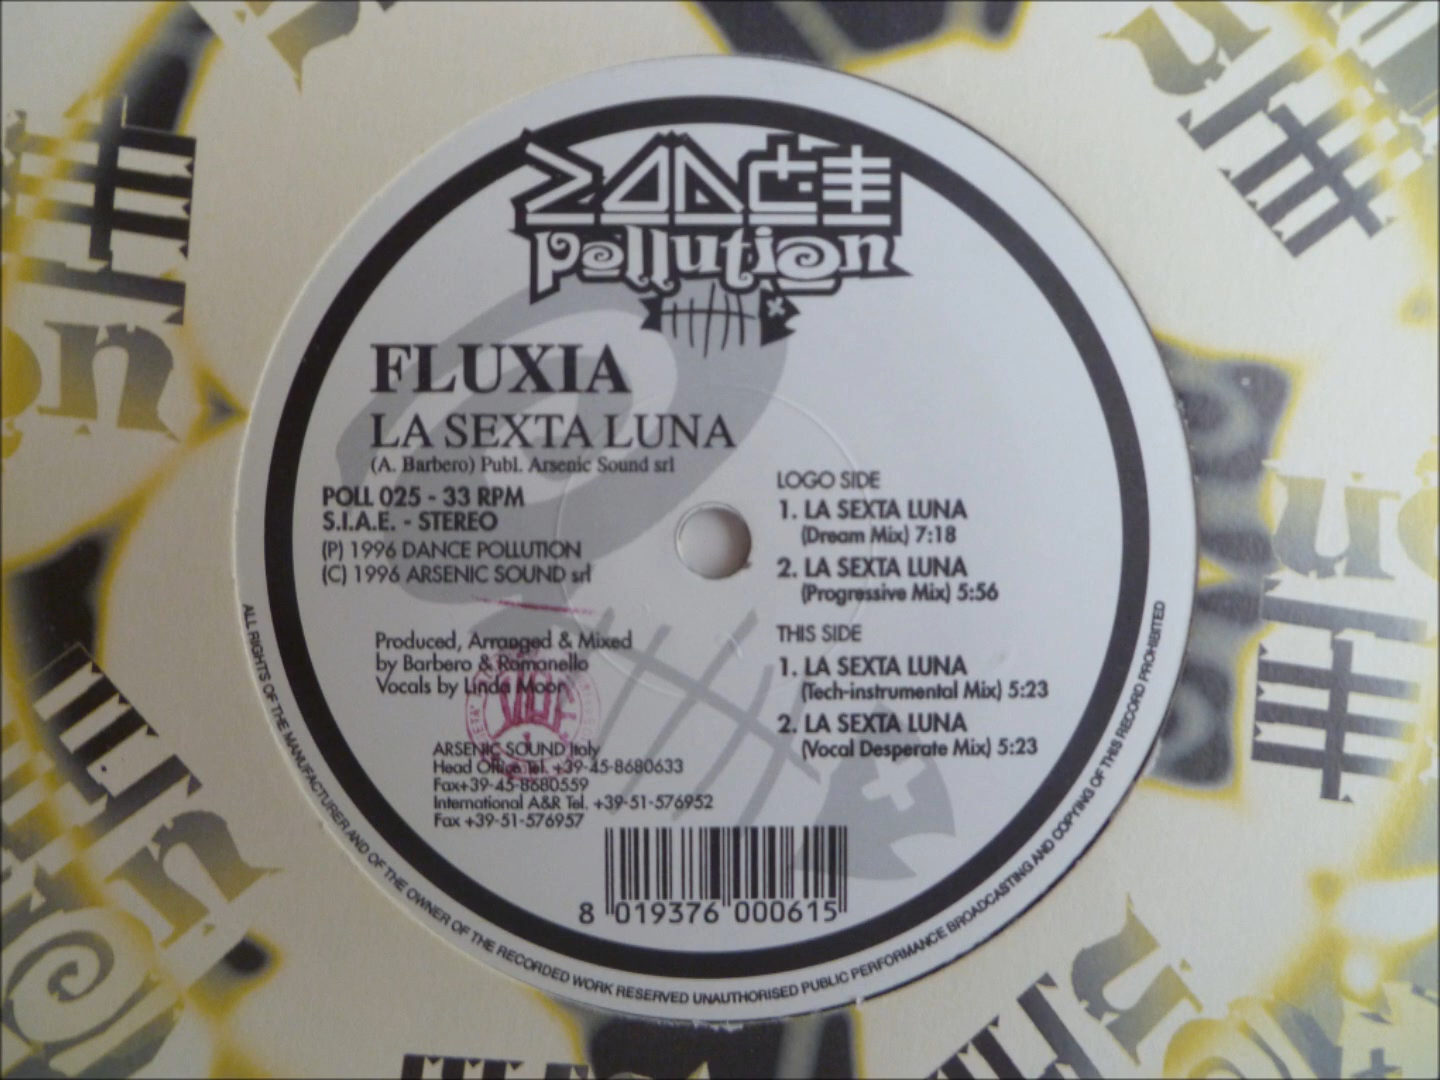 DANCE
pollution
FLUXIA
LA SEXTA LUNA
(A. Barbero) Publ. Arsenic Sound srl
POLL 025 - 33 RPM
S.I.A.E. - STEREO
(P) 1996 DANCE POLLUTION
(C) 1996 ARSENIC SOUND srl
Produced, Arranged & Mixed
by Barbero & Romanello
Vocals by Linda Moor
ARSENIC SOUND Italy
Head Office Tel. +39-45-8680633
Fax+39-45-8680559
International A&R Tel. +39-51-576952
Fax +39-51-576957
LOGO SIDE
1. LA SEXTA LUNA
(Dream Mix) 7:18
2. LA SEXTA LUNA
(Progressive Mix) 5:56
THIS SIDE
1. LA SEXTA LUNA
(Tech-instrumental Mix) 5:23
2. LA SEXTA LUNA
(Vocal Desperate Mix) 5:23
8 019376 000615
ALL RIGHTS OF THE MANUFACTURER AND OF THE OWNER OF THE RECORDED WORK RESERVED UNAUTHORISED PUBLIC PERFORMANCE BROADCASTING AND COPYING OF THIS RECORD PROHIBITED